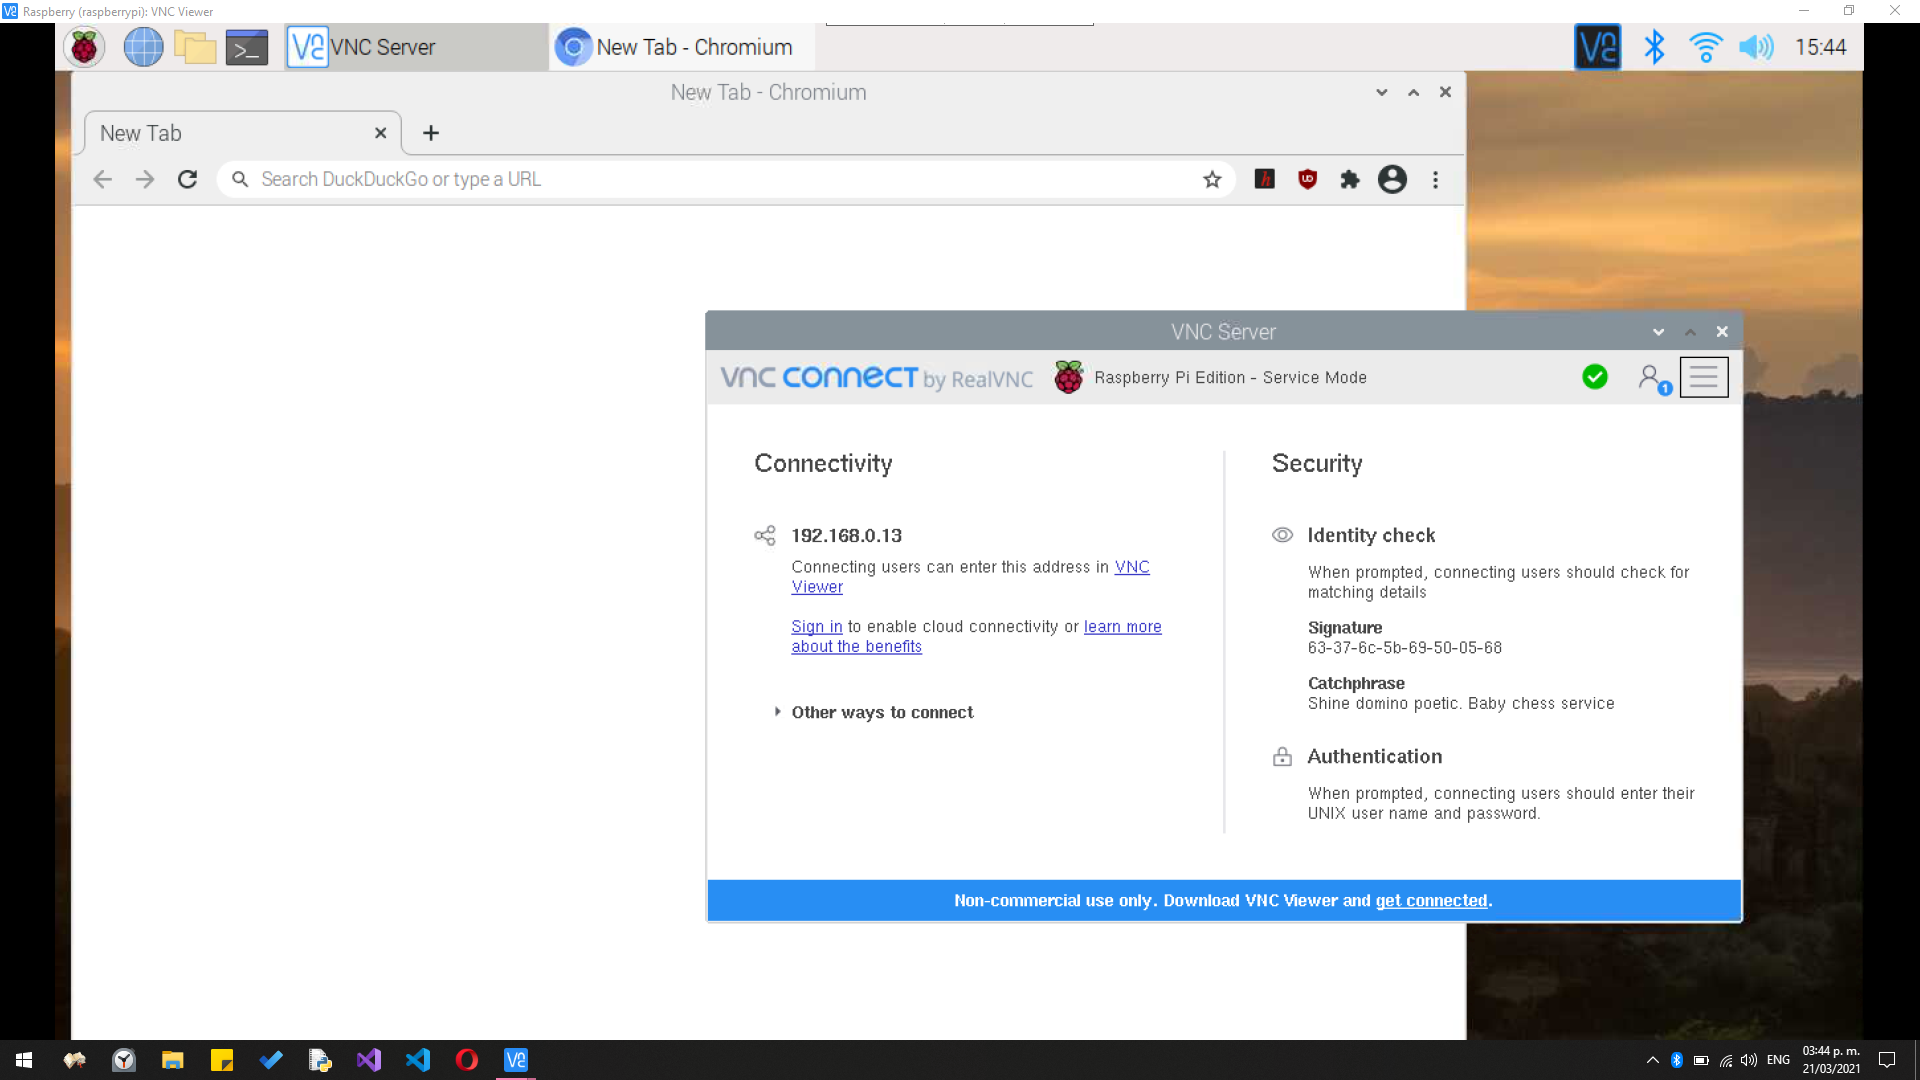 Raspberry (raspberrypi): VNC Viewer
VNC Server
New Tab - Chromium
15:44
New Tab - Chromium
New Tab
Search DuckDuckGo or type a URL
VNC Server
VNC CONNECT by RealVNC
Raspberry Pi Edition - Service Mode
1
Connectivity
192.168.0.13
Connecting users can enter this address in VNC
Viewer
Sign in to enable cloud connectivity or learn more
about the benefits
Other ways to connect
Security
Identity check
When prompted, connecting users should check for
matching details
Signature
63-37-6c-5b-69-50-05-68
Catchphrase
Shine domino poetic. Baby chess service
Authentication
When prompted, connecting users should enter their
UNIX user name and password.
Non-commercial use only. Download VNC Viewer and get connected.
ENG
03:44 p. m.
21/03/2021